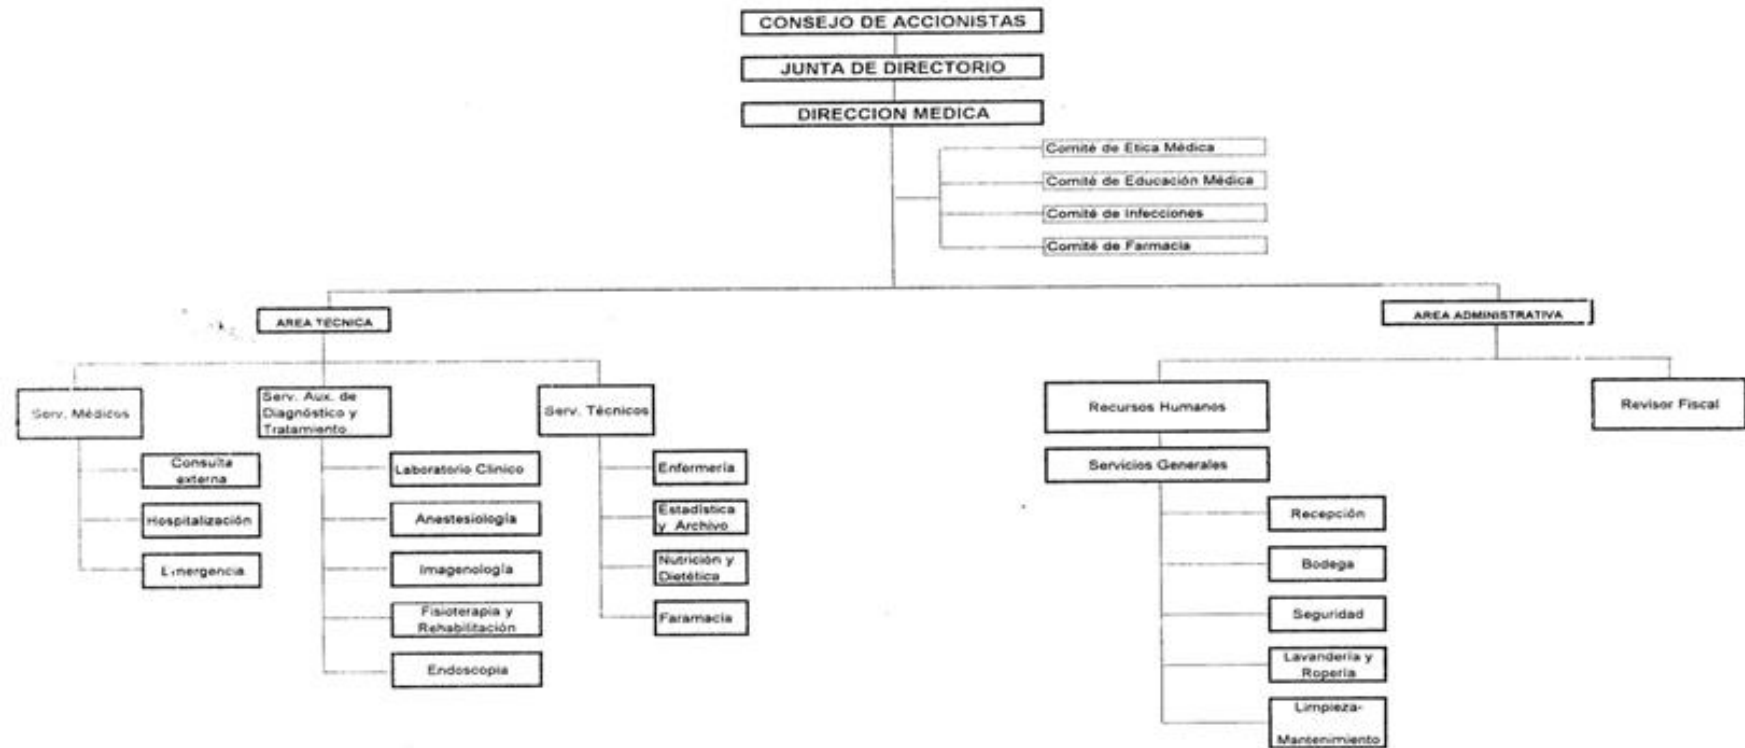 CONSEJO DE ACCIONISTAS
JUNTA DE DIRECTORIO
DIRECCION MEDICA
Comité de Etica Médica
Comité de Educación Médica
Comité de Infecciones
Comité de Farmacia
AREA TECNICA
AREA ADMINISTRATIVA
Serv. Médicos
Serv. Aux. de
Diagnóstico y
Tratamiento
Serv. Técnicos
Recursos Humanos
Revisor Fiscal
Consulta
externa
Hospitalización
Emergencia
Laboratorio Clinico
Anestesiología
Imagenología
Fisioterapia y
Rehabilitación
Endoscopia
Enfermería
Estadística
y Archivo
Nutrición y
Dietética
Faramacia
Servicios Generales
Recepción
Bodega
Seguridad
Lavandería y
Ropería
Limpieza-
Mantenimiento